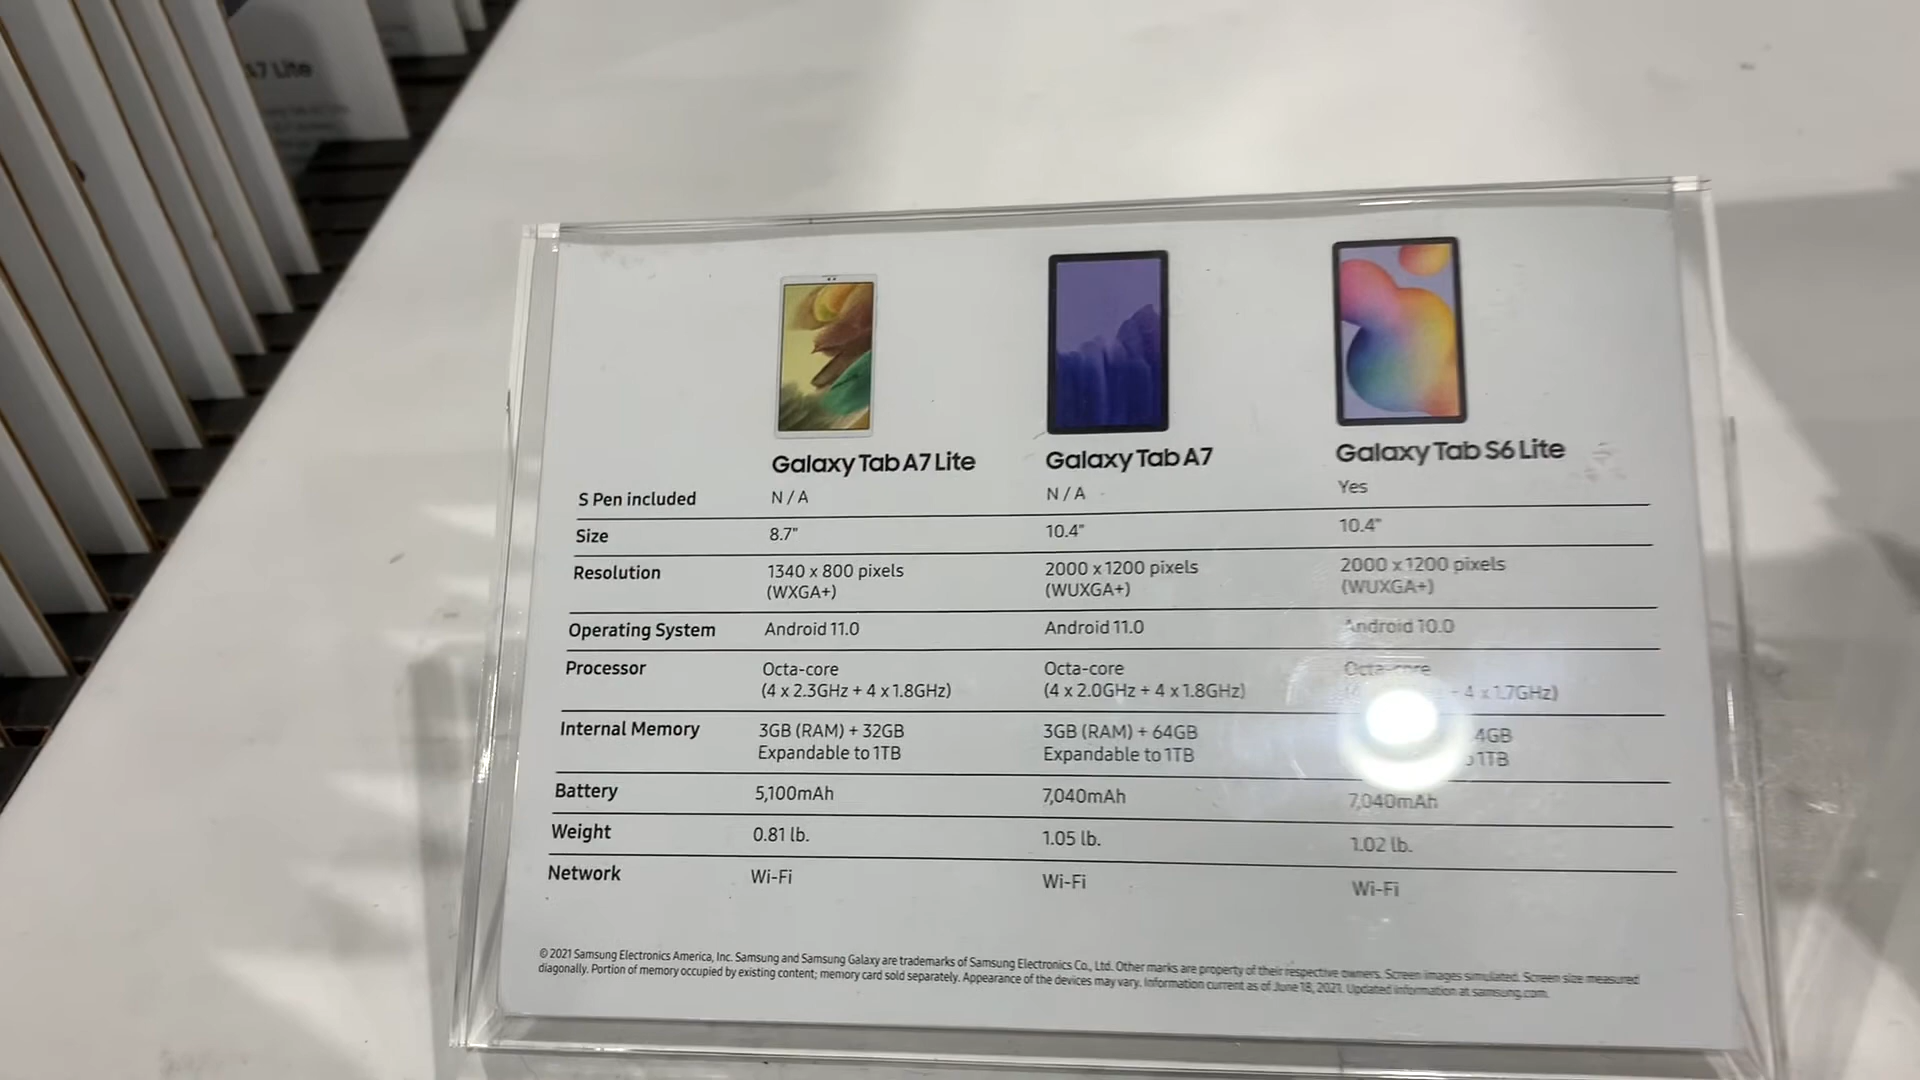 A7 Lite
Galaxy Tab A7 Lite Galaxy Tab A7 Galaxy Tab S6 Lite
S Pen included N / A N / A Yes
Size 8.7" 10.4" 10.4"
Resolution 1340 x 800 pixels 2000 x 1200 pixels 2000 x 1200 pixels
(WXGA+) (WUXGA+) (WUXGA+)
Operating System Android 11.0 Android 11.0 Android 10.0
Processor Octa-core Octa-core Octa-core
(4 x 2.3GHz + 4 x 1.8GHz) (4 x 2.0GHz + 4 x 1.8GHz) 4 x 1.7GHz)
Internal Memory 3GB (RAM) + 32GB 3GB (RAM) + 64GB 4GB
Expandable to 1TB Expandable to 1TB 1TB
Battery 5,100mAh 7,040mAh 7,040mAh
Weight 0.81 lb. 1.05 lb. 1.02 lb.
Network Wi-Fi Wi-Fi Wi-Fi
© 2021 Samsung Electronics America, Inc. Samsung and Samsung Galaxy are trademarks of Samsung Electronics Co., Ltd. Other marks are property of their respective owners. Screen images simulated. Screen size measured
diagonally. Portion of memory occupied by existing content; memory card sold separately. Appearance of the devices may vary. Information current as of June 18, 2021. Updated information at samsung.com.